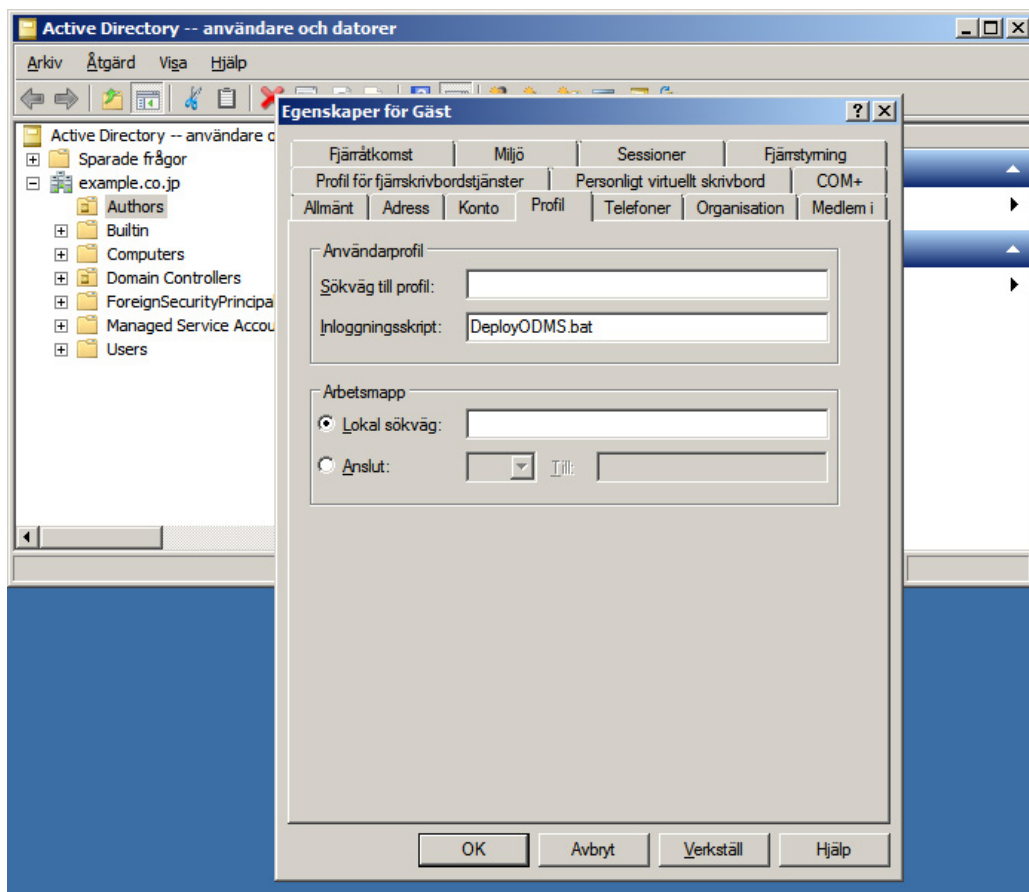 Active Directory -- användare och datorer
Arkiv Åtgärd Visa Hjälp
Active Directory -- användare o
Sparade frågor
example.co.jp
Authors
Builtin
Computers
Domain Controllers
ForeignSecurityPrincipa
Managed Service Accou
Users
Egenskaper för Gäst
Fjärråtkomst Miljö Sessioner Fjärrstyrning
Profil för fjärrskrivbordstjänster Personligt virtuellt skrivbord COM+
Allmänt Adress Konto Profil Telefoner Organisation Medlem i
Användarprofil
Sökväg till profil:
Inloggningsskript: DeployODMS.bat
Arbetsmapp
Lokal sökväg:
Anslut: Till:
OK Avbryt Verkställ Hjälp